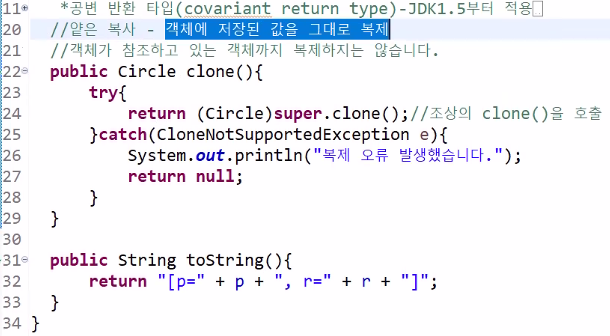 11 *공변 반환 타입(covariant return type)-JDK1.5부터 적용
20 //얕은 복사 - 객체에 저장된 값을 그대로 복제
21 //객체가 참조하고 있는 객체까지 복제하지는 않습니다.
22 public Circle clone(){
23 try{
24 return (Circle)super.clone();//조상의 clone()을 호출
25 }catch(CloneNotSupportedException e){
26 System.out.println("복제 오류 발생했습니다.");
27 return null;
28 }
29 }
30
31 public String toString(){
32 return "[p=" + p + ", r=" + r + "]";
33 }
34 }